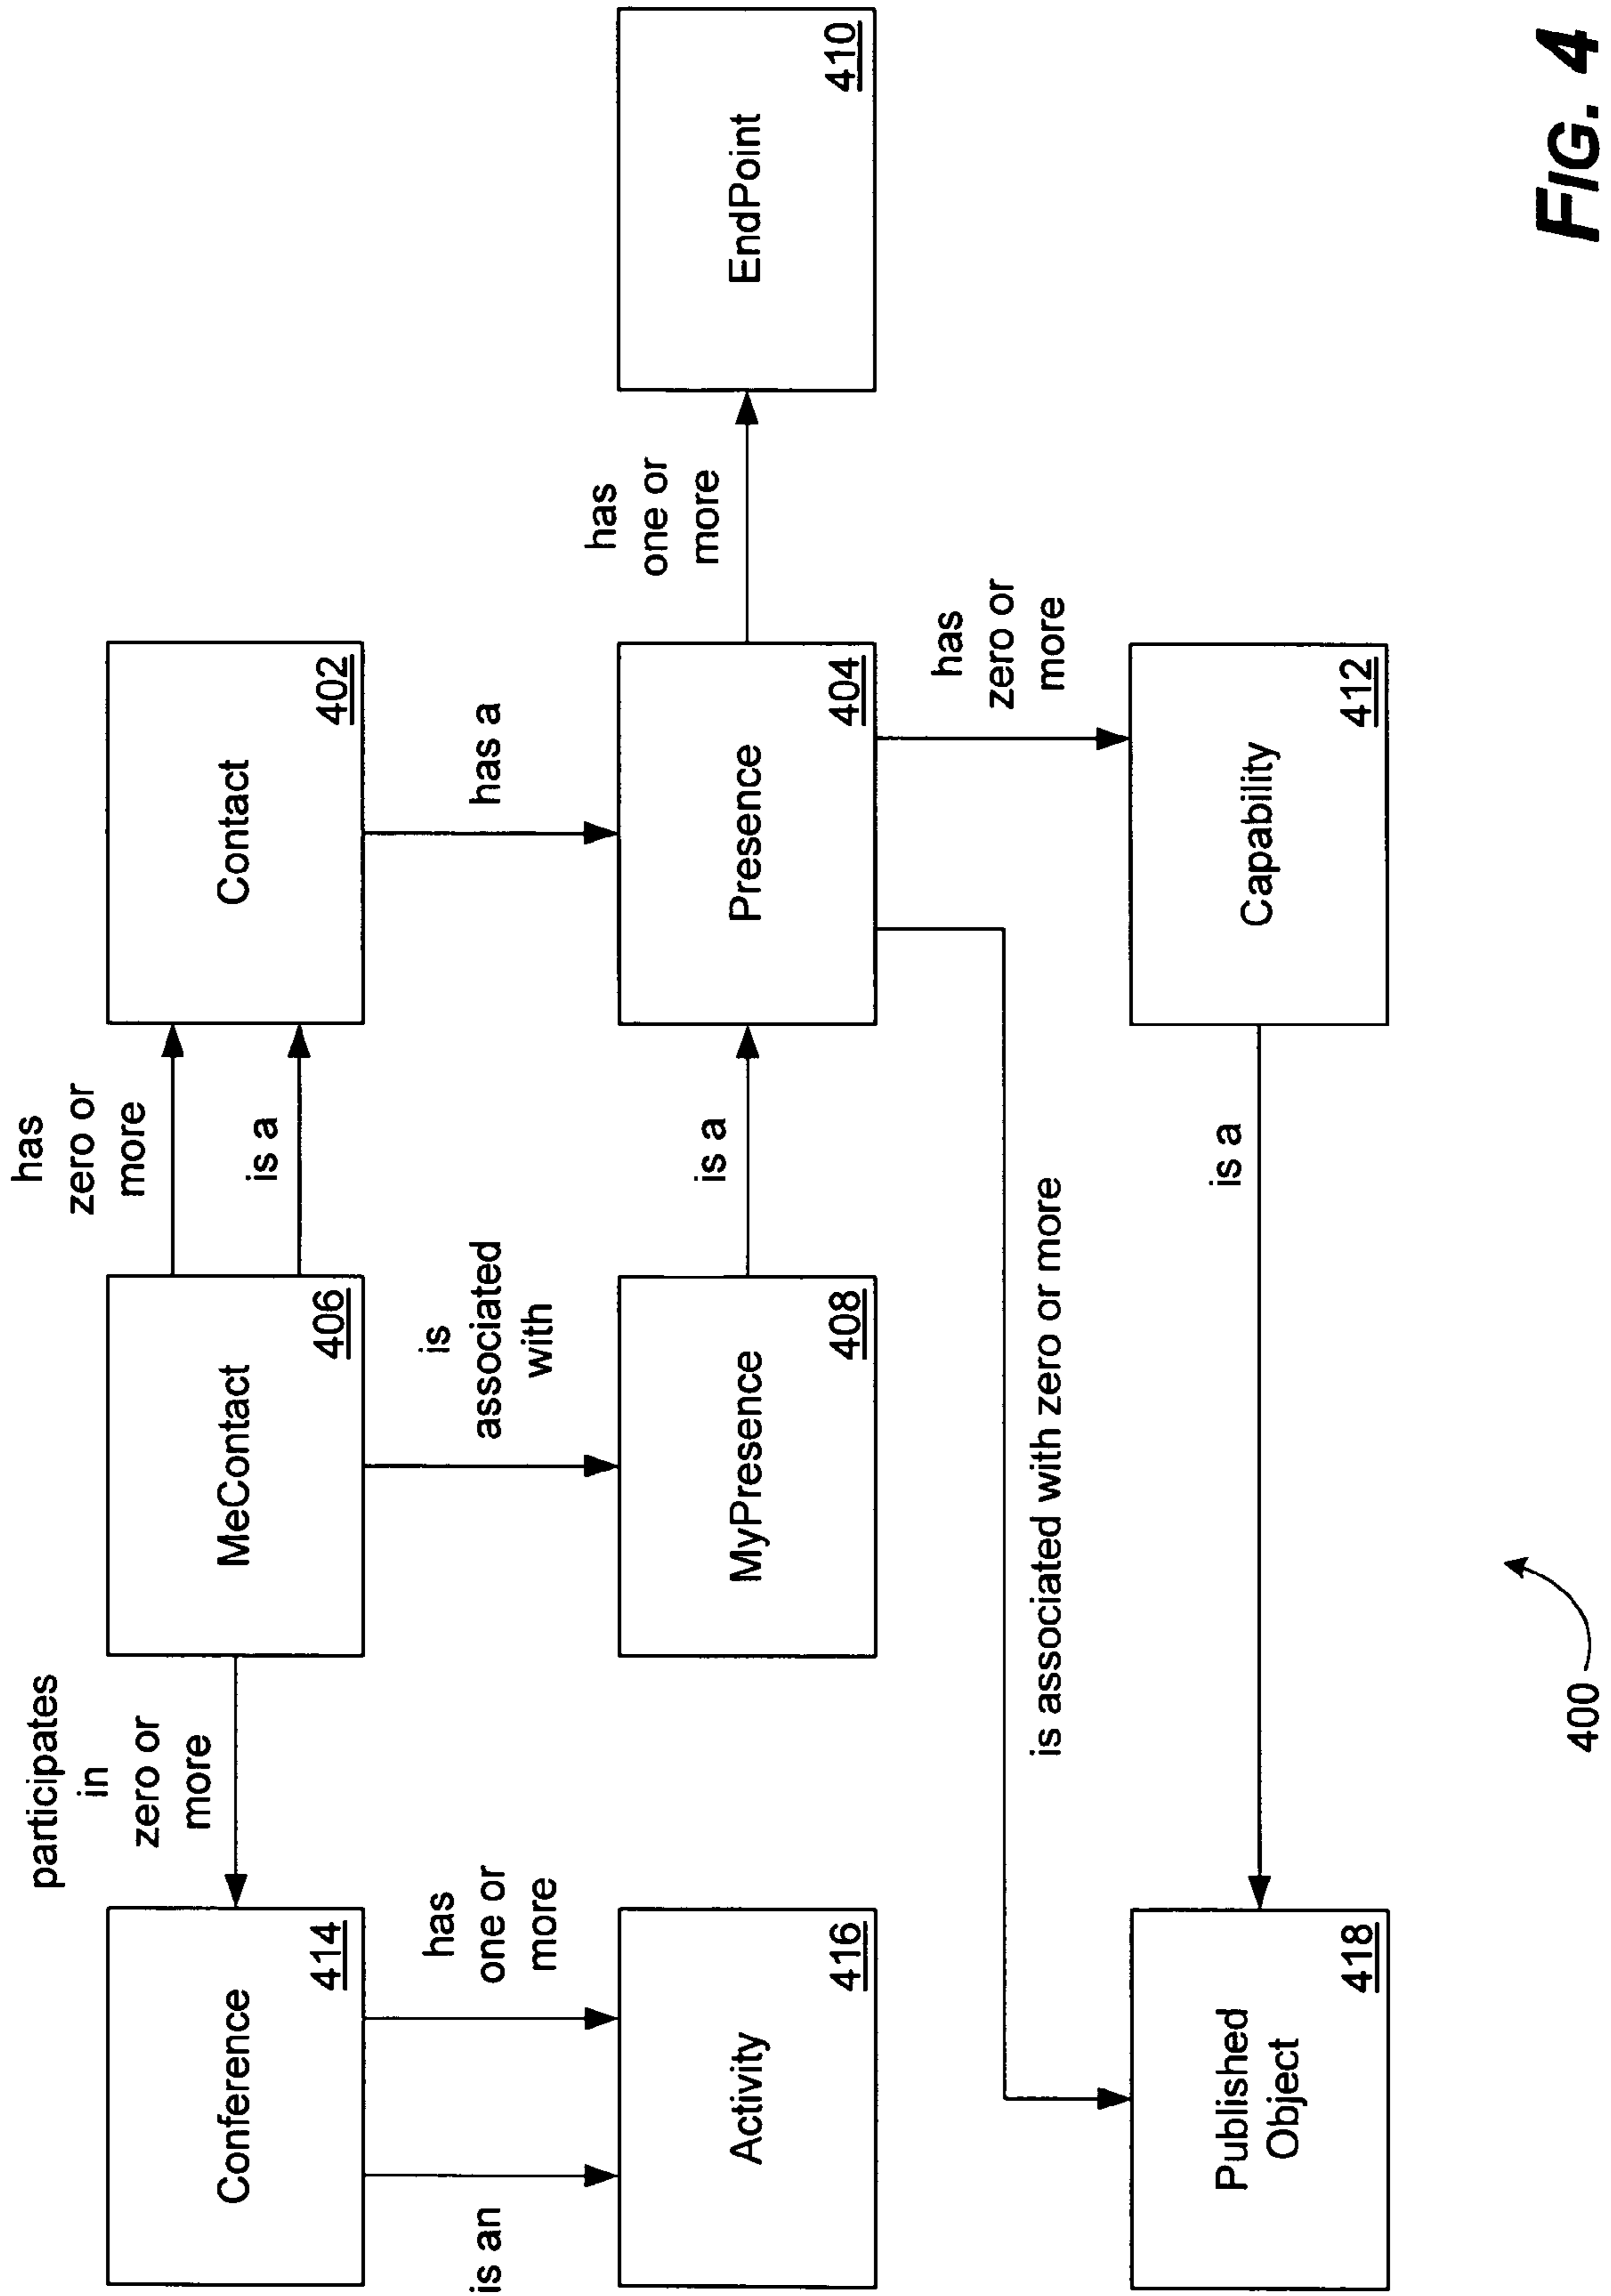 participates
in
zero or
more
has
zero or
more
Conference
414
MeContact
406
is a
Contact
402
is an
has
one or
more
is
associated
with
has a
Activity
416
MyPresence
408
is a
Presence
404
has
one or
more
EndPoint
410
is associated with zero or more
has
zero or
more
Published
Object
418
is a
Capability
412
400
FIG. 4